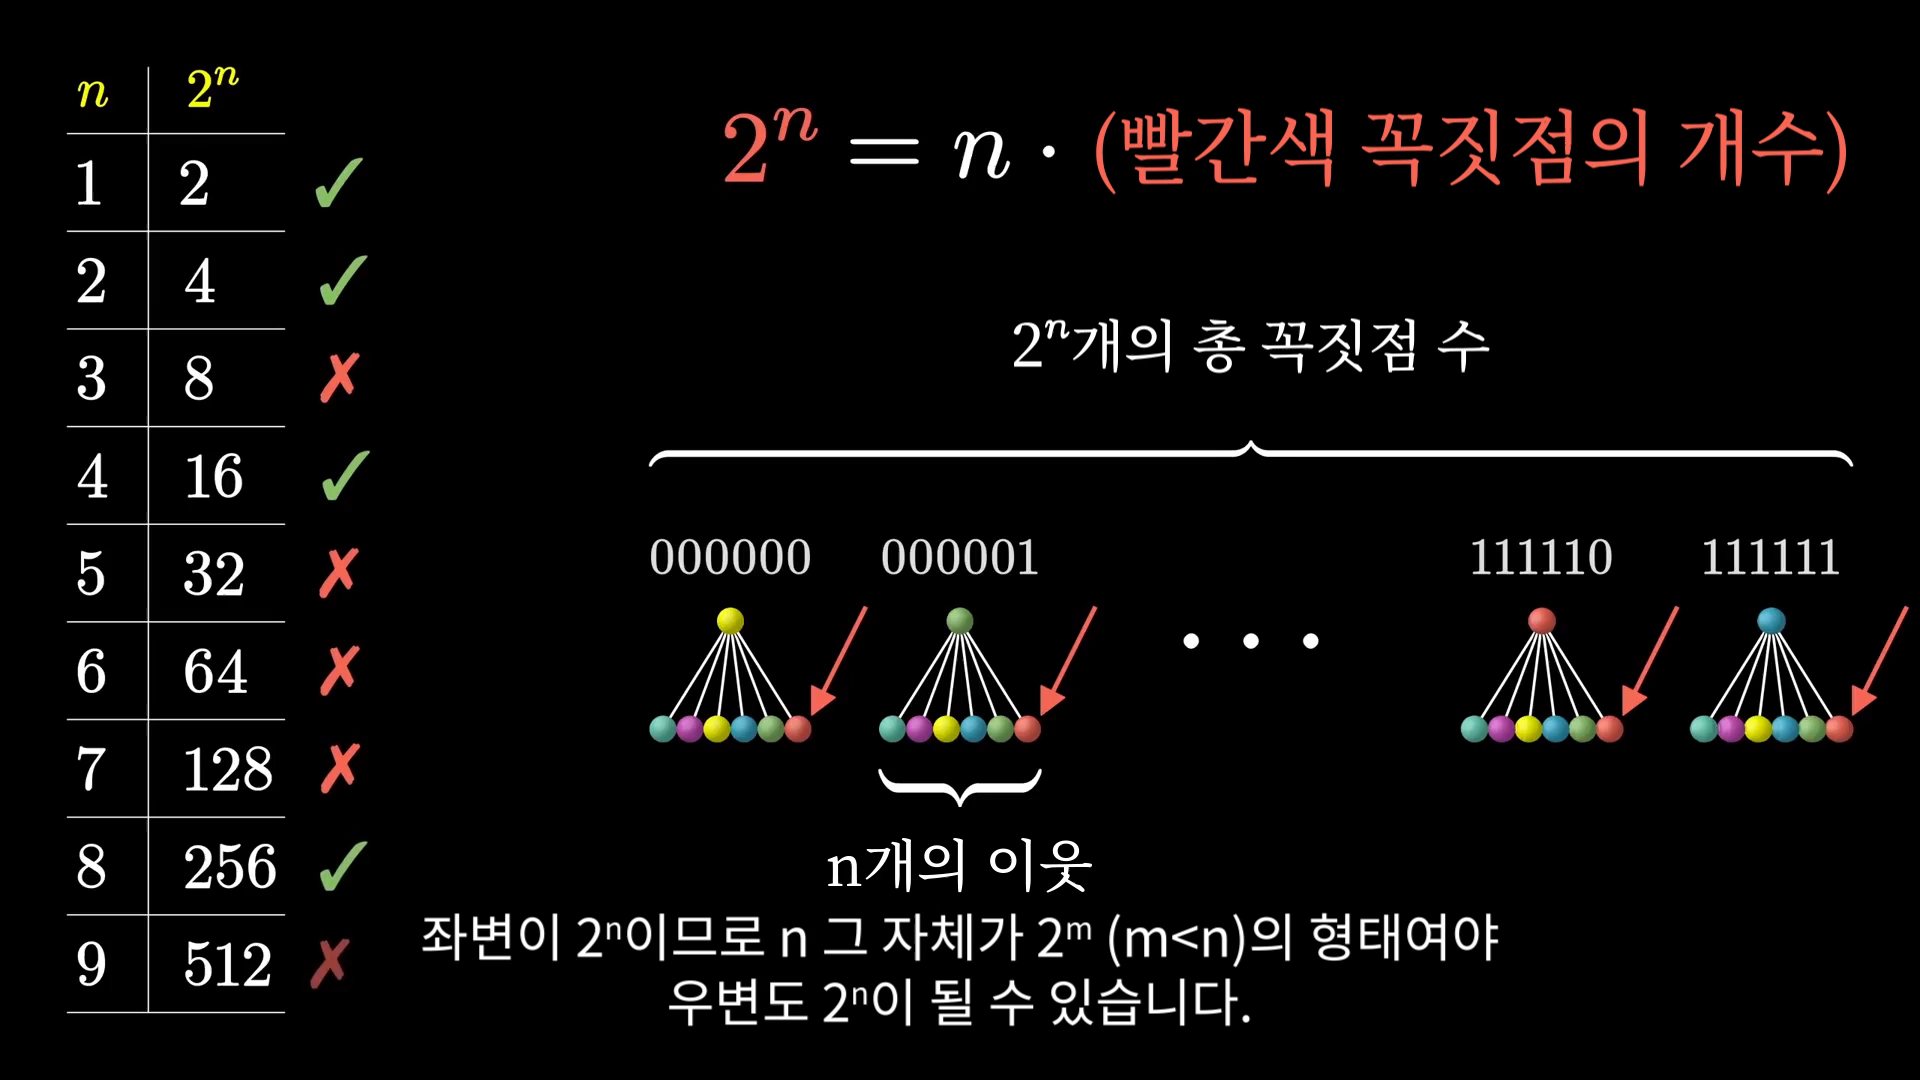 n 2ⁿ
1 2 ✓
2 4 ✓
3 8 ✗
4 16 ✓
5 32 ✗
6 64 ✗
7 128 ✗
8 256 ✓
9 512 ✗
2ⁿ = n · (빨간색 꼭짓점의 개수)
2ⁿ개의 총 꼭짓점 수
000000 000001 ... 111110 111111
n개의 이웃
좌변이 2ⁿ이므로 n 그 자체가 2ᵐ (m<n)의 형태여야
우변도 2ⁿ이 될 수 있습니다.